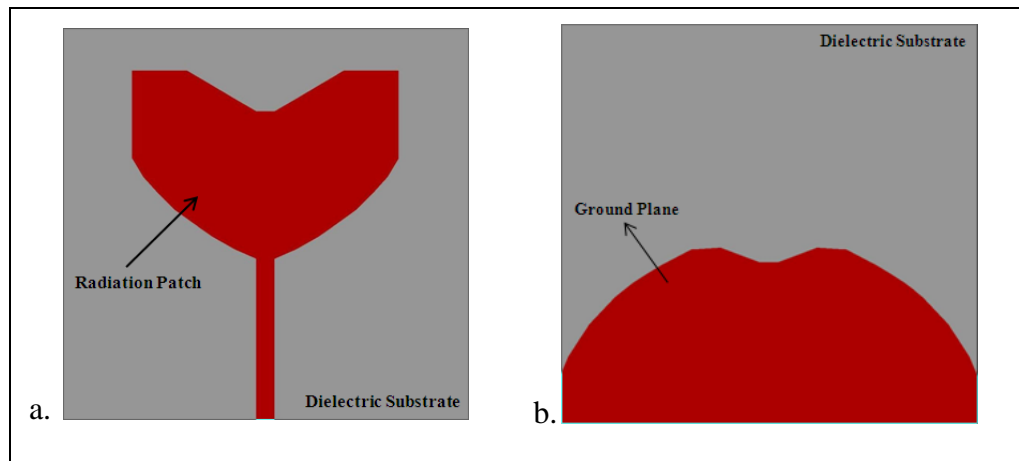 Radiation Patch
Dielectric Substrate
a.
Dielectric Substrate
Ground Plane
b.